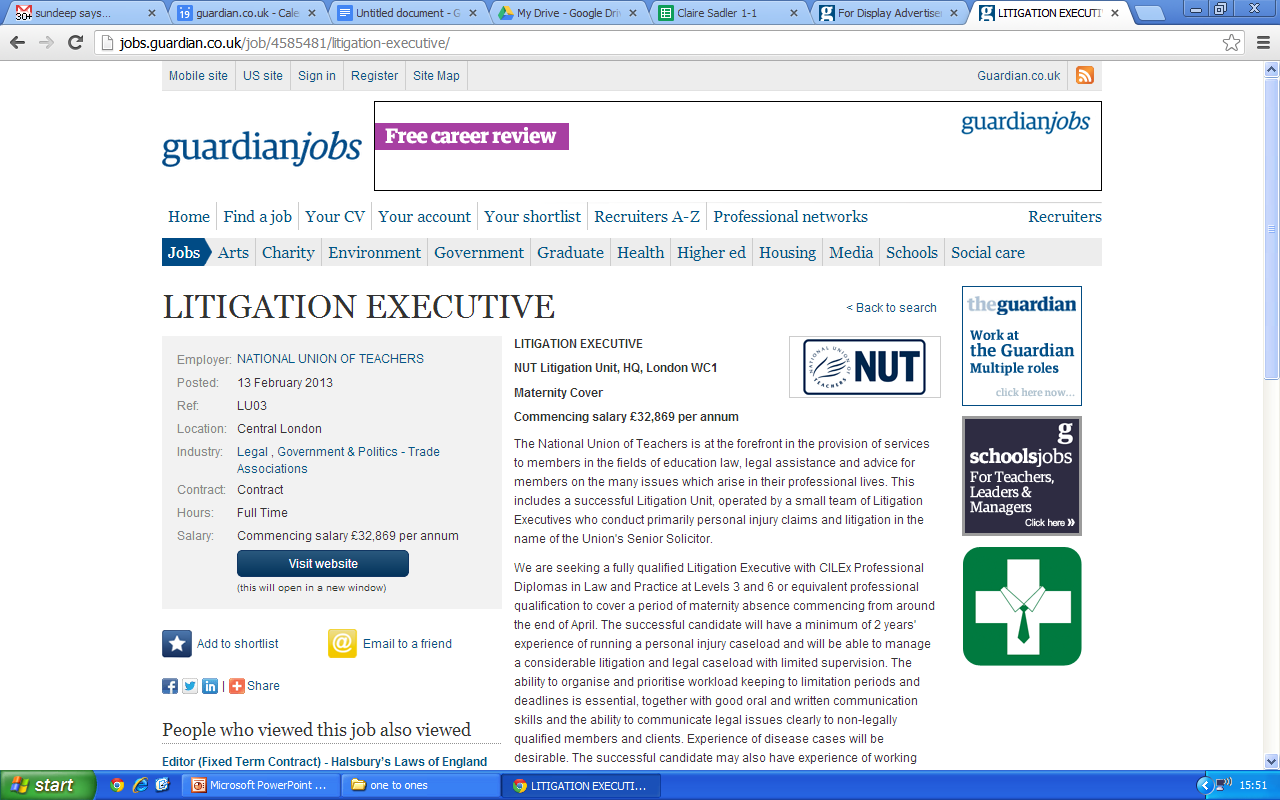 sundeep says...
guardian.co.uk - Cale
Untitled document - G
My Drive - Google Dri
Claire Sadler 1-1
For Display Advertise
LITIGATION EXECUTI
30+
19
jobs.guardian.co.uk/job/4585481/litigation-executive/
Mobile site
US site
Sign in
Register
Site Map
Guardian.co.uk
guardianjobs
Free career review
guardianjobs
Home
Find a job
Your CV
Your account
Your shortlist
Recruiters A-Z
Professional networks
Recruiters
Jobs
Arts
Charity
Environment
Government
Graduate
Health
Higher ed
Housing
Media
Schools
Social care
LITIGATION EXECUTIVE
< Back to search
Employer: NATIONAL UNION OF TEACHERS
Posted: 13 February 2013
Ref: LU03
Location: Central London
Industry: Legal , Government & Politics - Trade
Associations
Contract: Contract
Hours: Full Time
Salary: Commencing salary £32,869 per annum
Visit website
(this will open in a new window)
Add to shortlist
@ Email to a friend
| Share
People who viewed this job also viewed
Editor (Fixed Term Contract) - Halsbury's Laws of England
LITIGATION EXECUTIVE
NUT Litigation Unit, HQ, London WC1
Maternity Cover
Commencing salary £32,869 per annum
NATIONAL UNION OF TEACHERS
NUT
The National Union of Teachers is at the forefront in the provision of services
to members in the fields of education law, legal assistance and advice for
members on the many issues which arise in their professional lives. This
includes a successful Litigation Unit, operated by a small team of Litigation
Executives who conduct primarily personal injury claims and litigation in the
name of the Union's Senior Solicitor.
We are seeking a fully qualified Litigation Executive with CILEx Professional
Diplomas in Law and Practice at Levels 3 and 6 or equivalent professional
qualification to cover a period of maternity absence commencing from around
the end of April. The successful candidate will have a minimum of 2 years'
experience of running a personal injury caseload and will be able to manage
a considerable litigation and legal caseload with limited supervision. The
ability to organise and prioritise workload keeping to limitation periods and
deadlines is essential, together with good oral and written communication
skills and the ability to communicate legal issues clearly to non-legally
qualified members and clients. Experience of disease cases will be
desirable. The successful candidate may also have experience of working
theguardian
Work at
the Guardian
Multiple roles
click here now...
g
schoolsjobs
For Teachers,
Leaders &
Managers
Click here »
start
Microsoft PowerPoint ...
one to ones
LITIGATION EXECUTI...
15:51